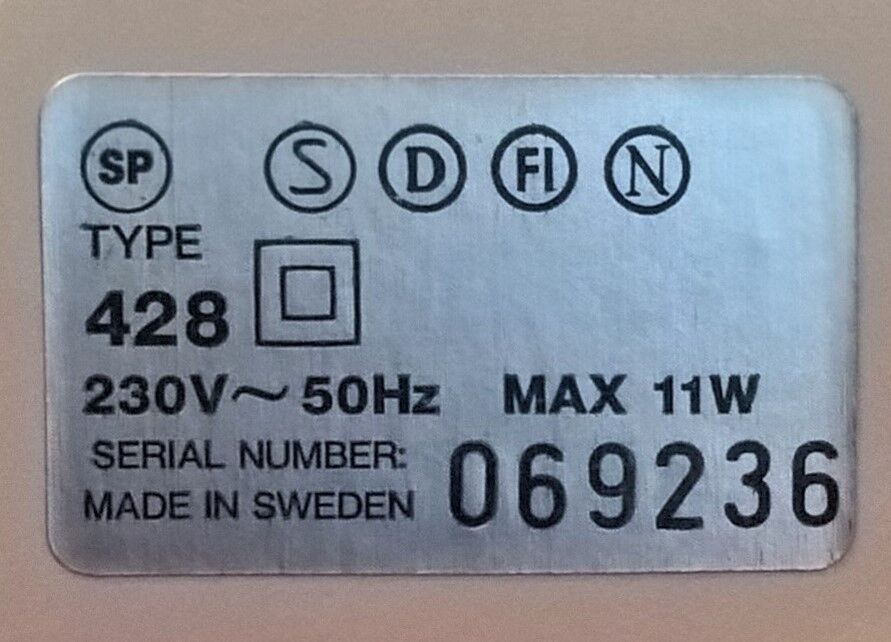 SP S D FI N
TYPE
428
230V~50Hz MAX 11W
SERIAL NUMBER: 069236
MADE IN SWEDEN